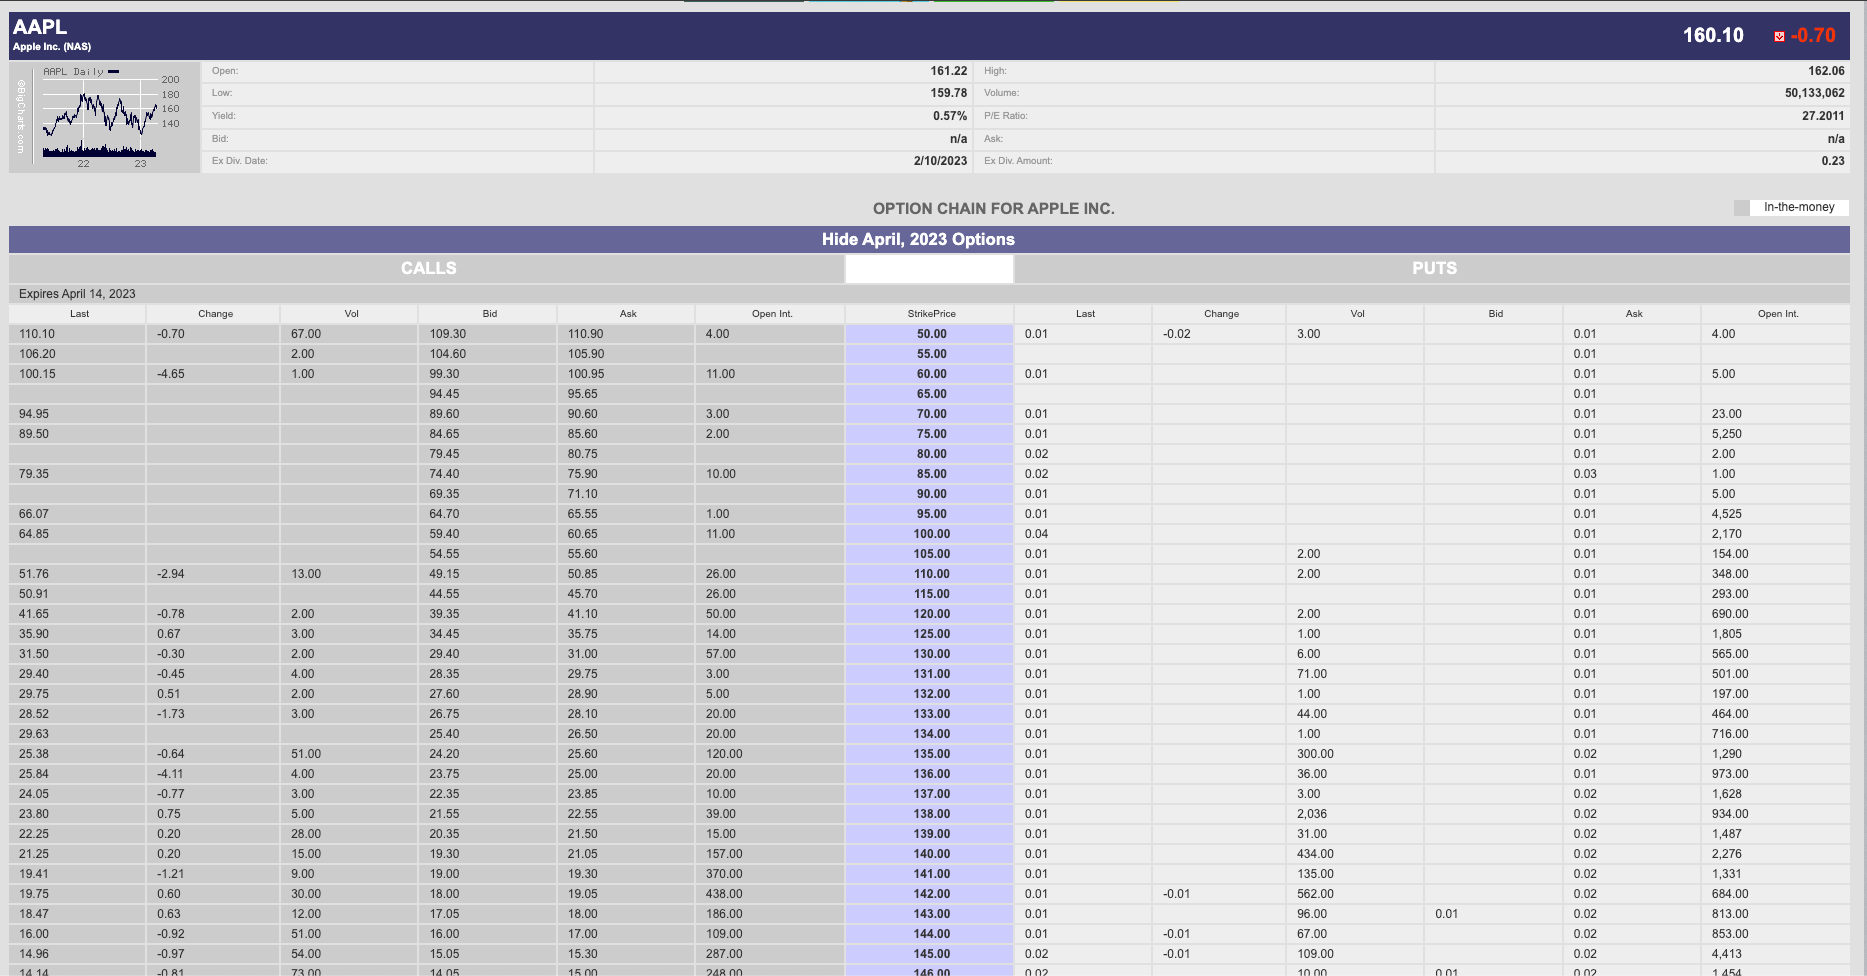 AAPL
Apple Inc. (NAS)
160.10 -0.70
©BigCharts.com
AAPL Daily
200
180
160
140
22 23
Open: 161.22 High: 162.06
Low: 159.78 Volume: 50,133,062
Yield: 0.57% P/E Ratio: 27.2011
Bid: n/a Ask: n/a
Ex Div. Date: 2/10/2023 Ex Div. Amount: 0.23
OPTION CHAIN FOR APPLE INC.
In-the-money
Hide April, 2023 Options
CALLS PUTS
Expires April 14, 2023
Last Change Vol Bid Ask Open Int. StrikePrice Last Change Vol Bid Ask Open Int.
110.10 -0.70 67.00 109.30 110.90 4.00 50.00 0.01 -0.02 3.00 0.01 4.00
106.20 2.00 104.60 105.90 55.00 0.01
100.15 -4.65 1.00 99.30 100.95 11.00 60.00 0.01 0.01 5.00
94.45 95.65 65.00 0.01
94.95 89.60 90.60 3.00 70.00 0.01 0.01 23.00
89.50 84.65 85.60 2.00 75.00 0.01 0.01 5,250
79.45 80.75 80.00 0.02 0.01 2.00
79.35 74.40 75.90 10.00 85.00 0.02 0.03 1.00
69.35 71.10 90.00 0.01 0.01 5.00
66.07 64.70 65.55 1.00 95.00 0.01 0.01 4,525
64.85 59.40 60.65 11.00 100.00 0.04 0.01 2,170
54.55 55.60 105.00 0.01 2.00 0.01 154.00
51.76 -2.94 13.00 49.15 50.85 26.00 110.00 0.01 2.00 0.01 348.00
50.91 44.55 45.70 26.00 115.00 0.01 0.01 293.00
41.65 -0.78 2.00 39.35 41.10 50.00 120.00 0.01 2.00 0.01 690.00
35.90 0.67 3.00 34.45 35.75 14.00 125.00 0.01 1.00 0.01 1,805
31.50 -0.30 2.00 29.40 31.00 57.00 130.00 0.01 6.00 0.01 565.00
29.40 -0.45 4.00 28.35 29.75 3.00 131.00 0.01 71.00 0.01 501.00
29.75 0.51 2.00 27.60 28.90 5.00 132.00 0.01 1.00 0.01 197.00
28.52 -1.73 3.00 26.75 28.10 20.00 133.00 0.01 44.00 0.01 464.00
29.63 25.40 26.50 20.00 134.00 0.01 1.00 0.01 716.00
25.38 -0.64 51.00 24.20 25.60 120.00 135.00 0.01 300.00 0.02 1,290
25.84 -4.11 4.00 23.75 25.00 20.00 136.00 0.01 36.00 0.01 973.00
24.05 -0.77 3.00 22.35 23.85 10.00 137.00 0.01 3.00 0.02 1,628
23.80 0.75 5.00 21.55 22.55 39.00 138.00 0.01 2,036 0.02 934.00
22.25 0.20 28.00 20.35 21.50 15.00 139.00 0.01 31.00 0.02 1,487
21.25 0.20 15.00 19.30 21.05 157.00 140.00 0.01 434.00 0.02 2,276
19.41 -1.21 9.00 19.00 19.30 370.00 141.00 0.01 135.00 0.02 1,331
19.75 0.60 30.00 18.00 19.05 438.00 142.00 0.01 -0.01 562.00 0.02 684.00
18.47 0.63 12.00 17.05 18.00 186.00 143.00 0.01 96.00 0.01 0.02 813.00
16.00 -0.92 51.00 16.00 17.00 109.00 144.00 0.01 -0.01 67.00 0.02 853.00
14.96 -0.97 54.00 15.05 15.30 287.00 145.00 0.02 -0.01 109.00 0.02 4,413
14.14 -0.81 73.00 14.05 15.00 248.00 146.00 0.02 10.00 0.01 0.02 1,454